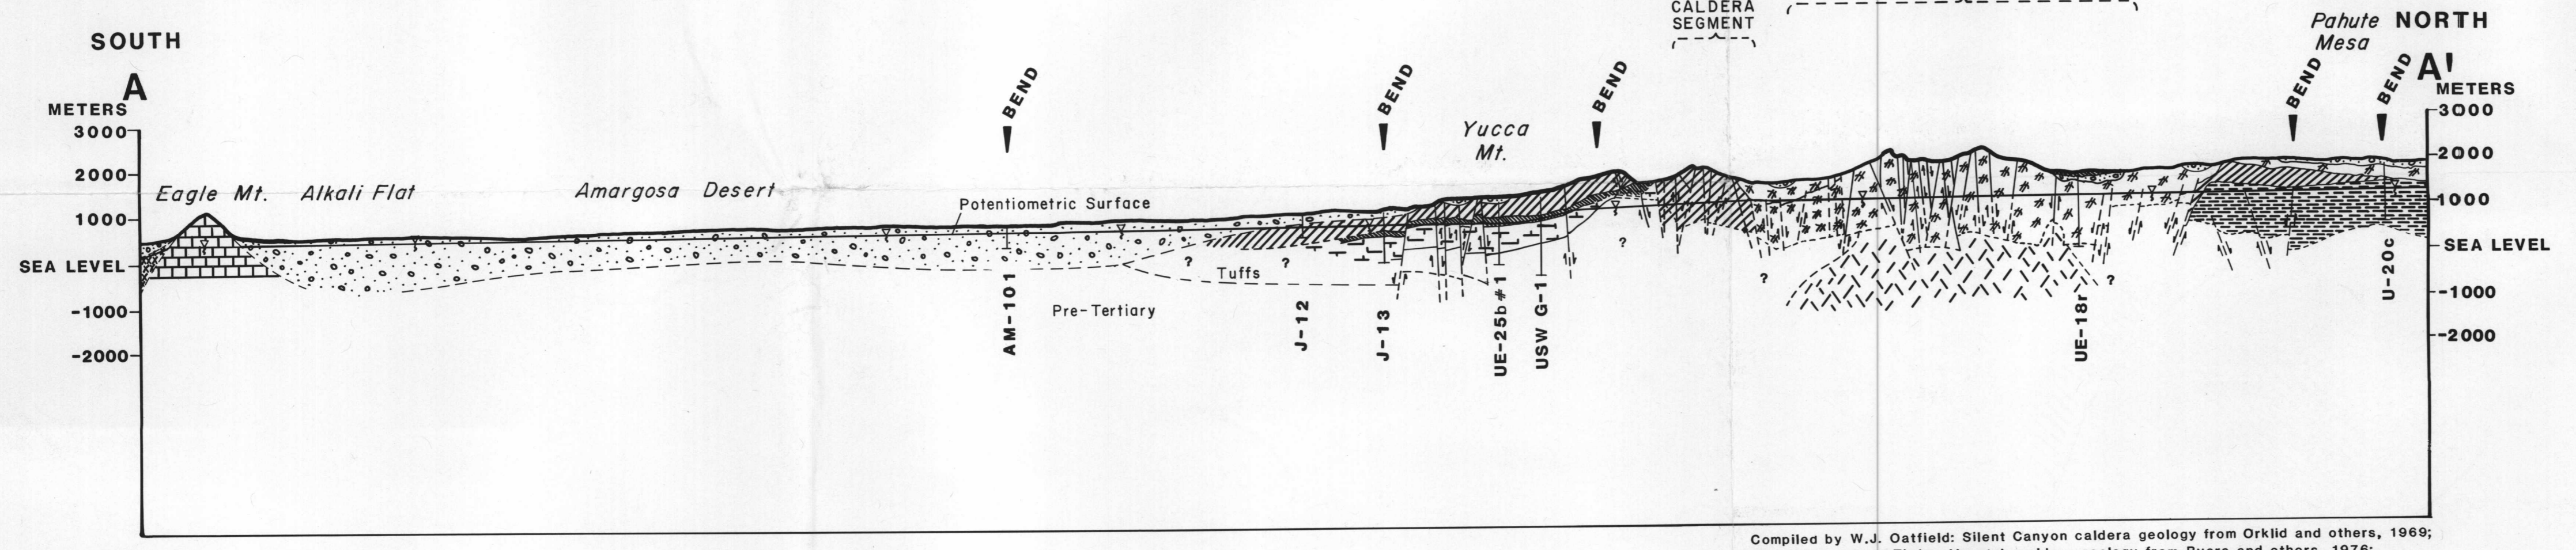 CALDERA
SEGMENT
SOUTH
A
METERS
3000
2000
1000
SEA LEVEL
-1000
-2000
Eagle Mt.
Alkali Flat
Amargosa Desert
BEND
Potentiometric Surface
BEND
Yucca
Mt.
BEND
Pahute
Mesa
NORTH
A'
BEND
BEND
METERS
3000
2000
1000
SEA LEVEL
-1000
-2000
?
?
Tuffs
Pre-Tertiary
?
?
?
AM-101
J-12
J-13
UE-25b#1
USW G-1
UE-18r
U-20c
Compiled by W.J. Oatfield: Silent Canyon caldera geology from Orklid and others, 1969;